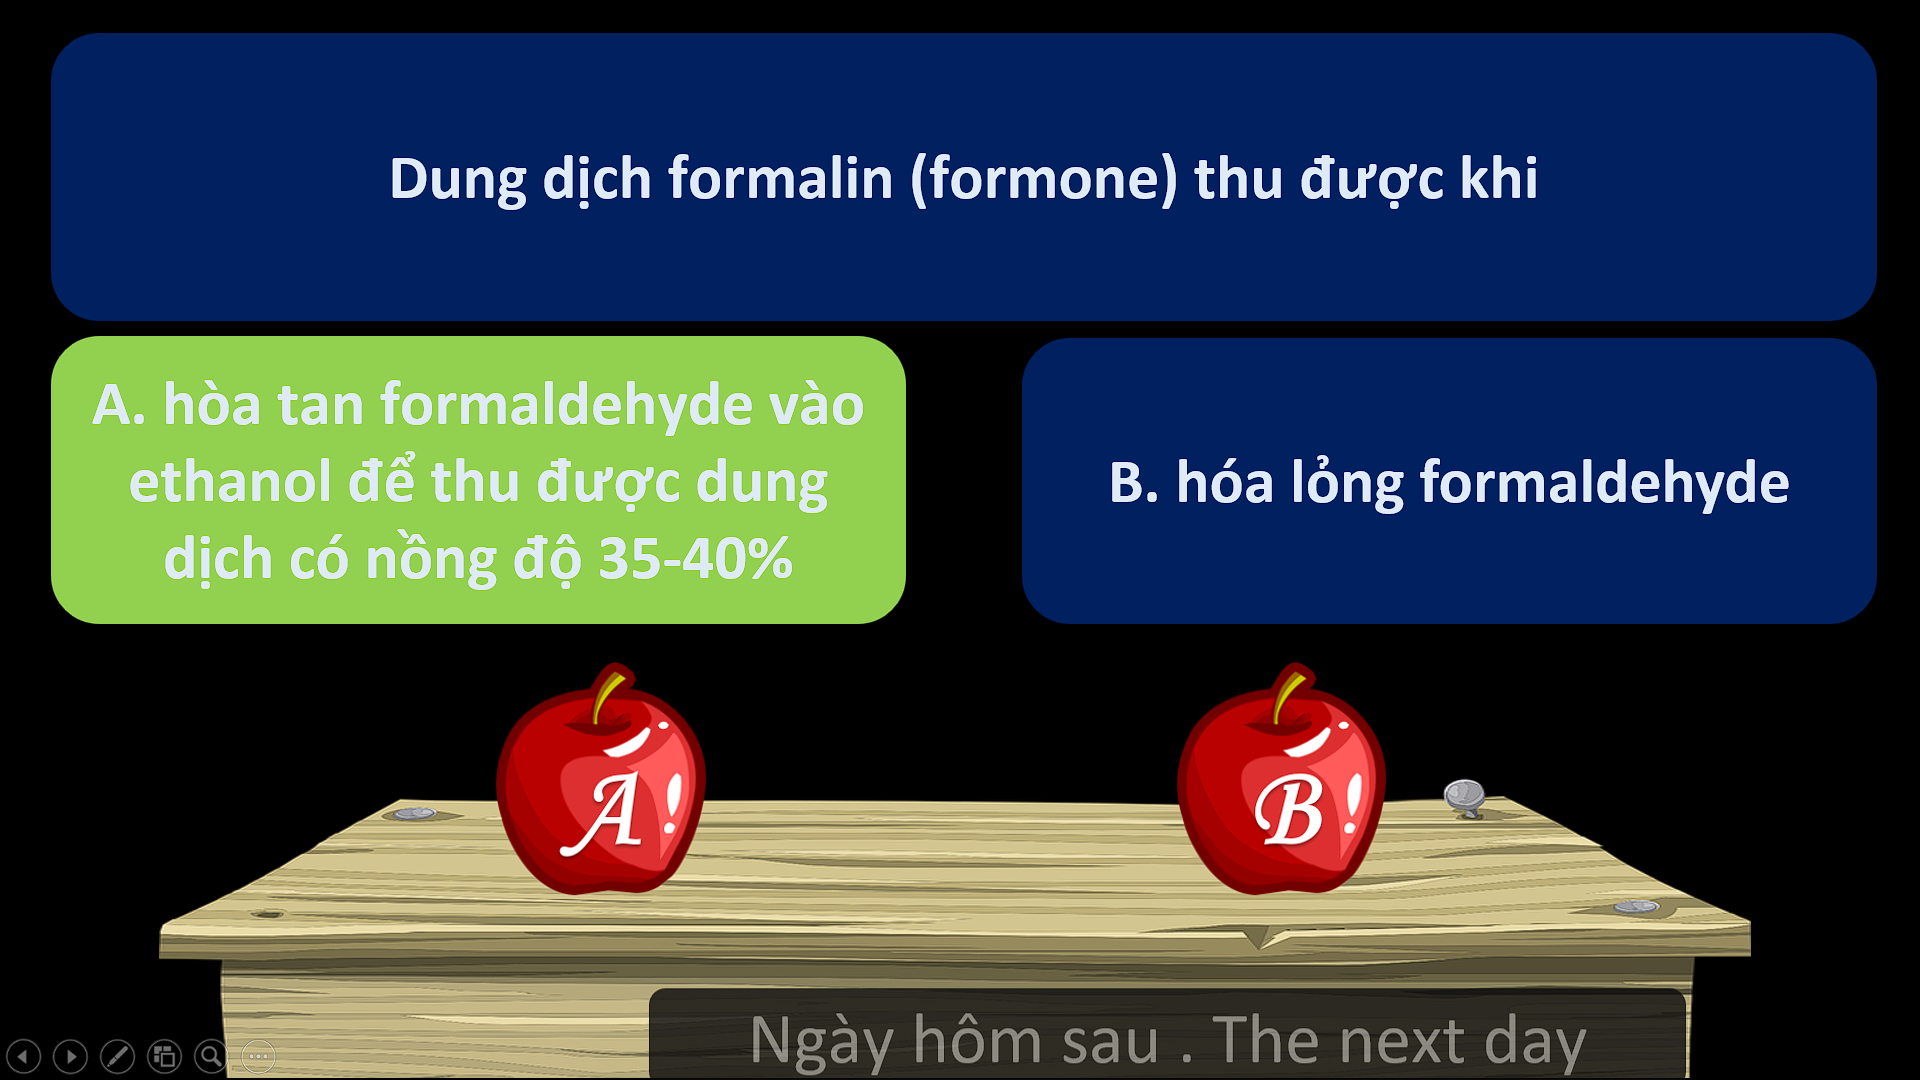 Dung dịch formalin (formone) thu được khi
A. hòa tan formaldehyde vào
ethanol để thu được dung
dịch có nồng độ 35-40%
B. hóa lỏng formaldehyde
A
B
Ngày hôm sau . The next day